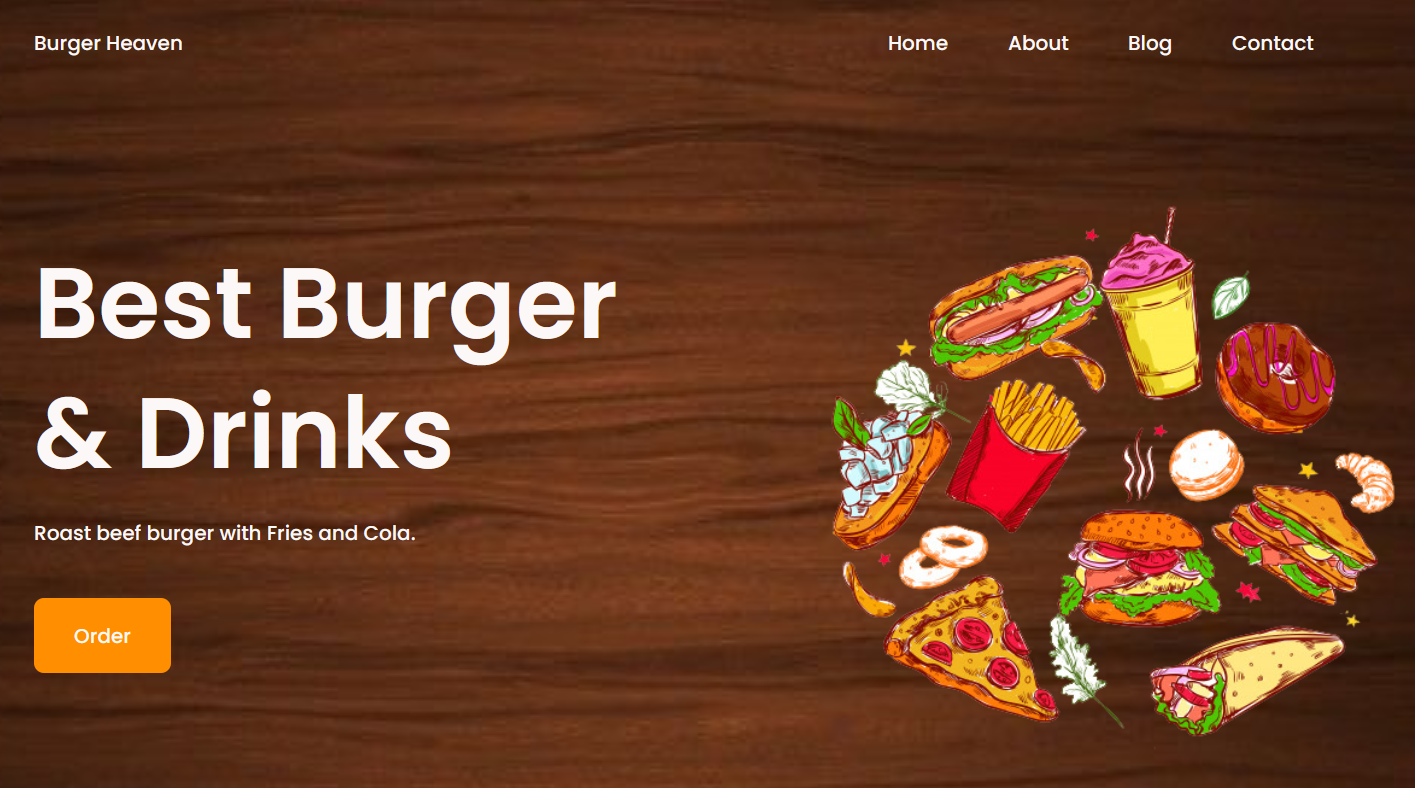 Burger Heaven
Home About Blog Contact
Best Burger
& Drinks
Roast beef burger with Fries and Cola.
Order